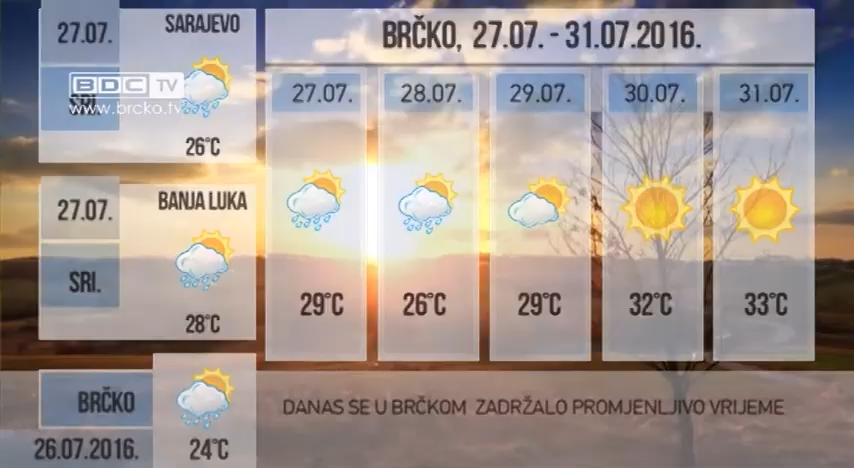 27.07.
SARAJEVO
BDC TV
SRI.
www.brcko.tv
26°C
27.07.
BANJA LUKA
SRI.
28°C
BRČKO
26.07.2016.
24°C
BRČKO, 27.07. - 31.07.2016.
27.07. 28.07. 29.07. 30.07. 31.07.
29°C 26°C 29°C 32°C 33°C
DANAS SE U BRČKOM ZADRŽALO PROMJENLJIVO VRIJEME